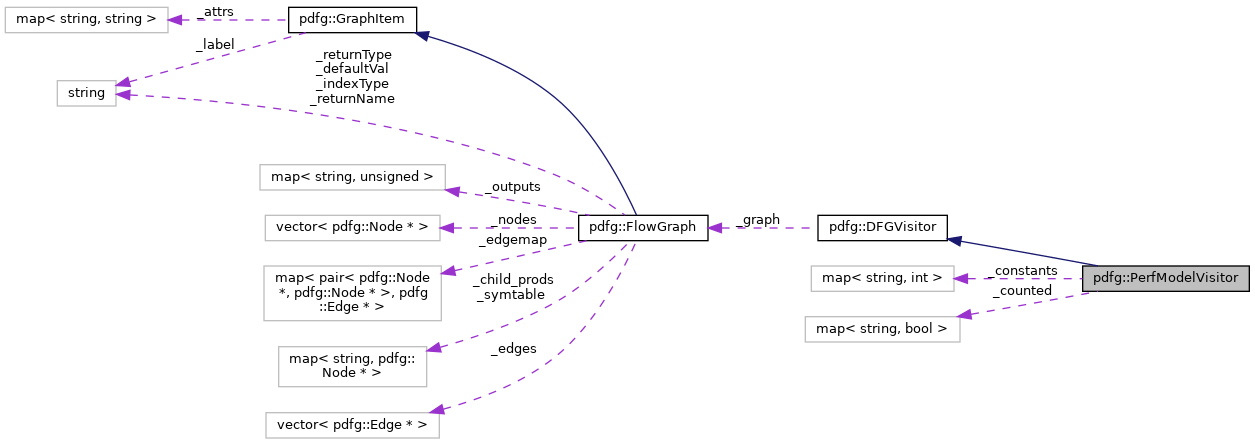 map< string, string >
_attrs
pdfg::GraphItem
_label
string
_returnType
_defaultVal
_indexType
_returnName
map< string, unsigned >
_outputs
vector< pdfg::Node * >
_nodes
pdfg::FlowGraph
_graph
pdfg::DFGVisitor
_edgemap
map< pair< pdfg::Node
*, pdfg::Node * >, pdfg
::Edge * >
_child_prods
_symtable
map< string, int >
_constants
pdfg::PerfModelVisitor
_counted
map< string, bool >
map< string, pdfg::
Node * >
_edges
vector< pdfg::Edge * >